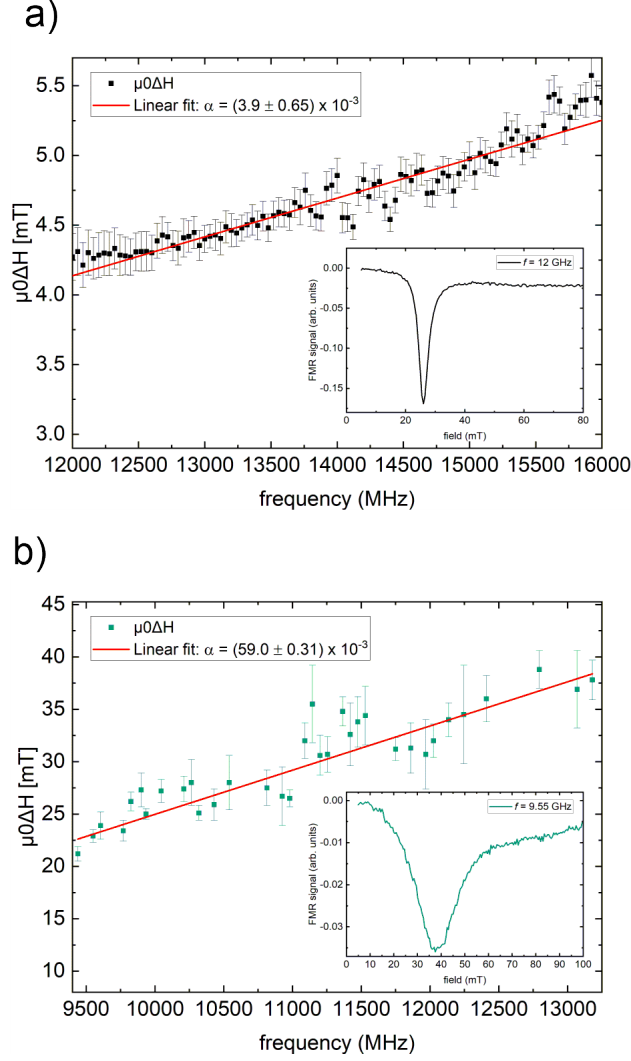 a)
μ0ΔH
Linear fit: α = (3.9 ± 0.65) x 10⁻³
μ0ΔH [mT]
5.5
5.0
4.5
4.0
3.5
3.0
12000 12500 13000 13500 14000 14500 15000 15500 16000
frequency (MHz)
f = 12 GHz
FMR signal (arb. units)
0.00
-0.05
-0.10
-0.15
0 20 40 60 80
field (mT)
b)
μ0ΔH
Linear fit: α = (59.0 ± 0.31) x 10⁻³
μ0ΔH [mT]
45
40
35
30
25
20
15
10
9500 10000 10500 11000 11500 12000 12500 13000
frequency (MHz)
f = 9.55 GHz
FMR signal (arb. units)
0.00
-0.01
-0.02
-0.03
0 10 20 30 40 50 60 70 80 90 100
field (mT)